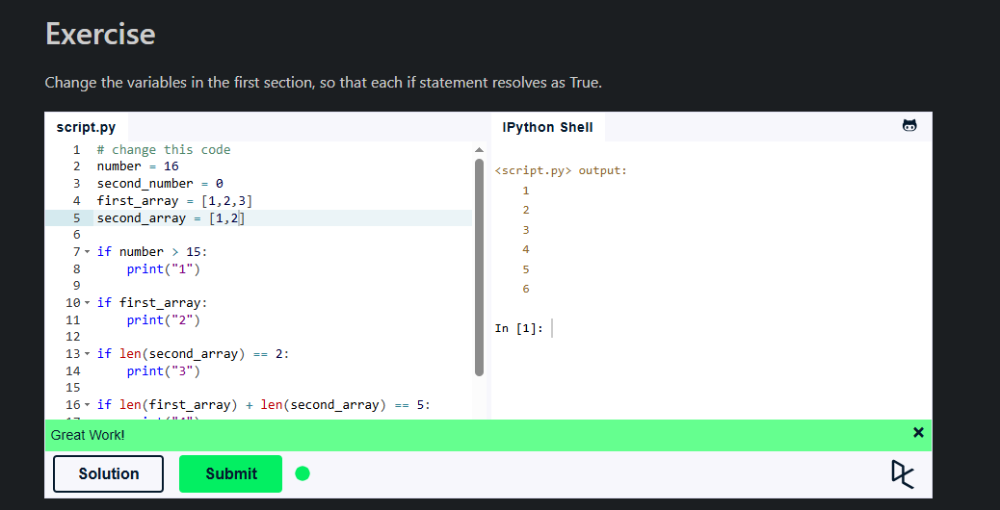 Exercise
Change the variables in the first section, so that each if statement resolves as True.
script.py
1 # change this code
2 number = 16
3 second_number = 0
4 first_array = [1,2,3]
5 second_array = [1,2]
6
7 if number > 15:
8     print("1")
9
10 if first_array:
11     print("2")
12
13 if len(second_array) == 2:
14     print("3")
15
16 if len(first_array) + len(second_array) == 5:
IPython Shell
<script.py> output:
1
2
3
4
5
6
In [1]:
Great Work!
Solution
Submit